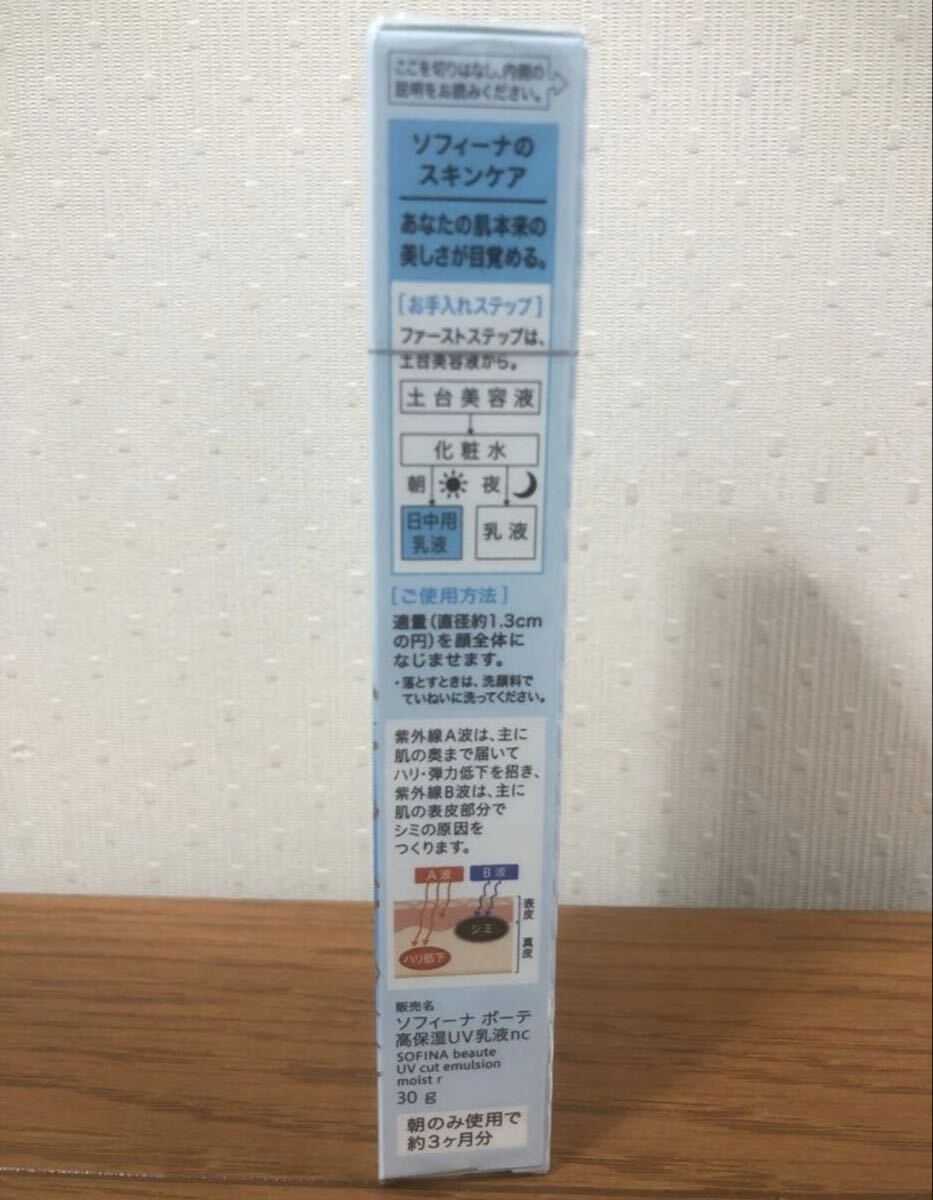 ここを切りはなし、内側の
説明をお読みください。
ソフィーナの
スキンケア
あなたの肌本来の
美しさが目覚める。
[お手入れステップ]
ファーストステップは、
土台美容液から。
土台美容液
化粧水
朝 夜
日中用
乳液
乳液
[ご使用方法]
適量(直径約1.3cm
の円)を顔全体に
なじませます。
・落とすときは、洗顔料で
ていねいに洗ってください。
紫外線A波は、主に
肌の奥まで届いて
ハリ・弾力低下を招き、
紫外線B波は、主に
肌の表皮部分で
シミの原因を
つくります。
A波 B波
表皮
シミ
真皮
ハリ低下
販売名
ソフィーナ ボーテ
高保湿UV乳液nc
SOFINA beaute
UV cut emulsion
moist r
30 g
朝のみ使用で
約3ヶ月分